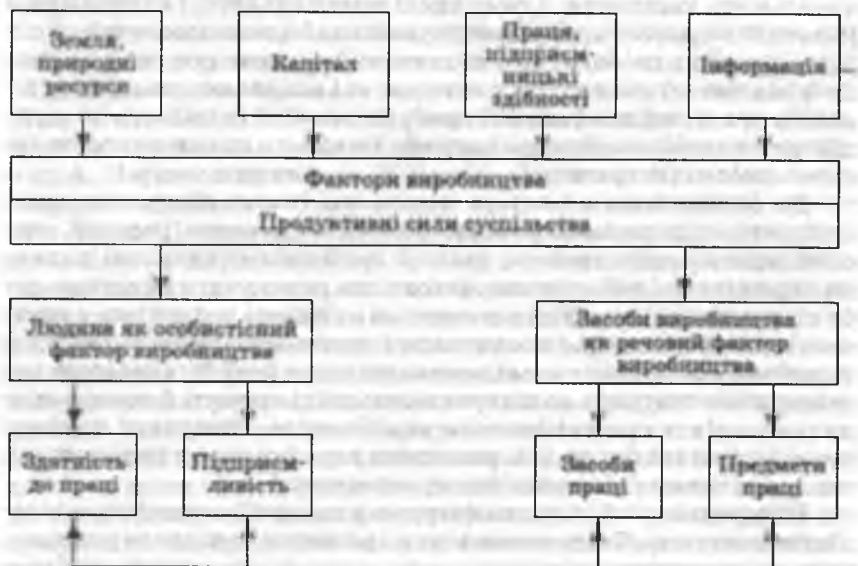 Земля,
природні
ресурси
Капітал
Праця,
підприєм-
ницькі
здібності
Інформація
Фактори виробництва
Продуктивні сили суспільства
Людина як особистісний
фактор виробництва
Засоби виробництва
як речовий фактор
виробництва
Здатність
до праці
Підприєм-
ливість
Засоби
праці
Предмети
праці